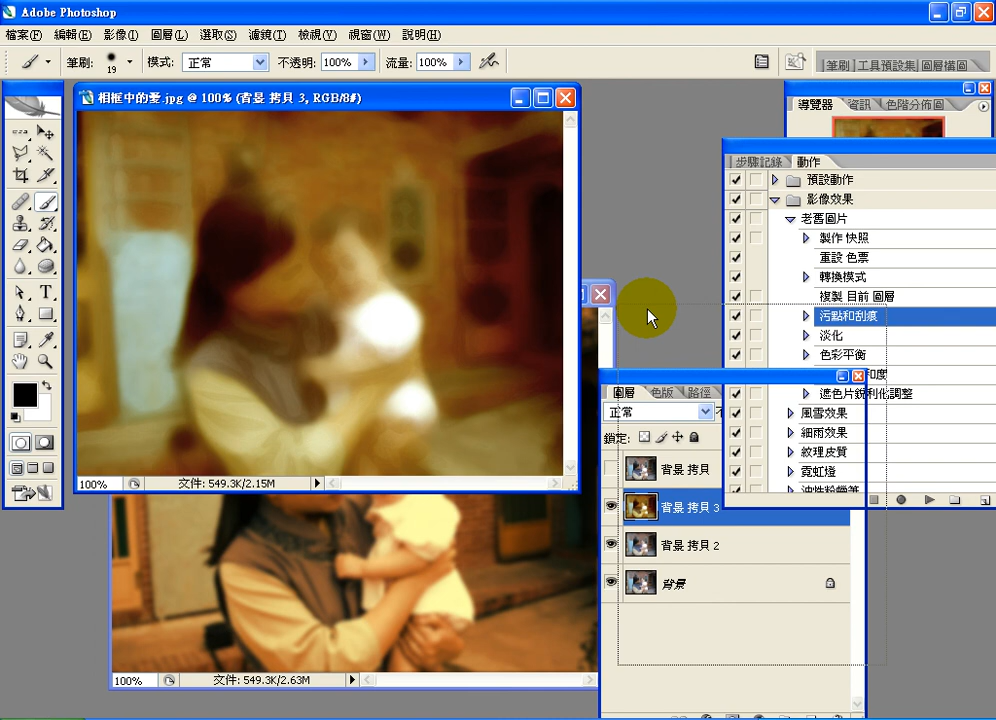 Adobe Photoshop
檔案(F) 編輯(E) 影像(I) 圖層(L) 選取(S) 濾鏡(T) 檢視(V) 視窗(W) 說明(H)
筆刷: 19 模式: 正常 不透明: 100% 流量: 100% 筆刷 工具預設集 圖層構圖
相框中的愛.jpg @ 100% (背景 拷貝 3, RGB/8#)
導覽器 資訊 色階分佈圖
步驟記錄 動作
預設動作
影像效果
老舊圖片
製作 快照
重設 色票
轉換模式
複製 目前 圖層
污點和刮痕
淡化
色彩平衡
和度
遮色片銳利化調整
風雪效果
細雨效果
紋理皮質
霓虹燈
油性粉蠟筆
圖層 色版 路徑
正常
鎖定:
背景 拷貝
背景 拷貝 3
背景 拷貝 2
背景
100% 文件: 549.3K/2.15M
100% 文件: 549.3K/2.63M